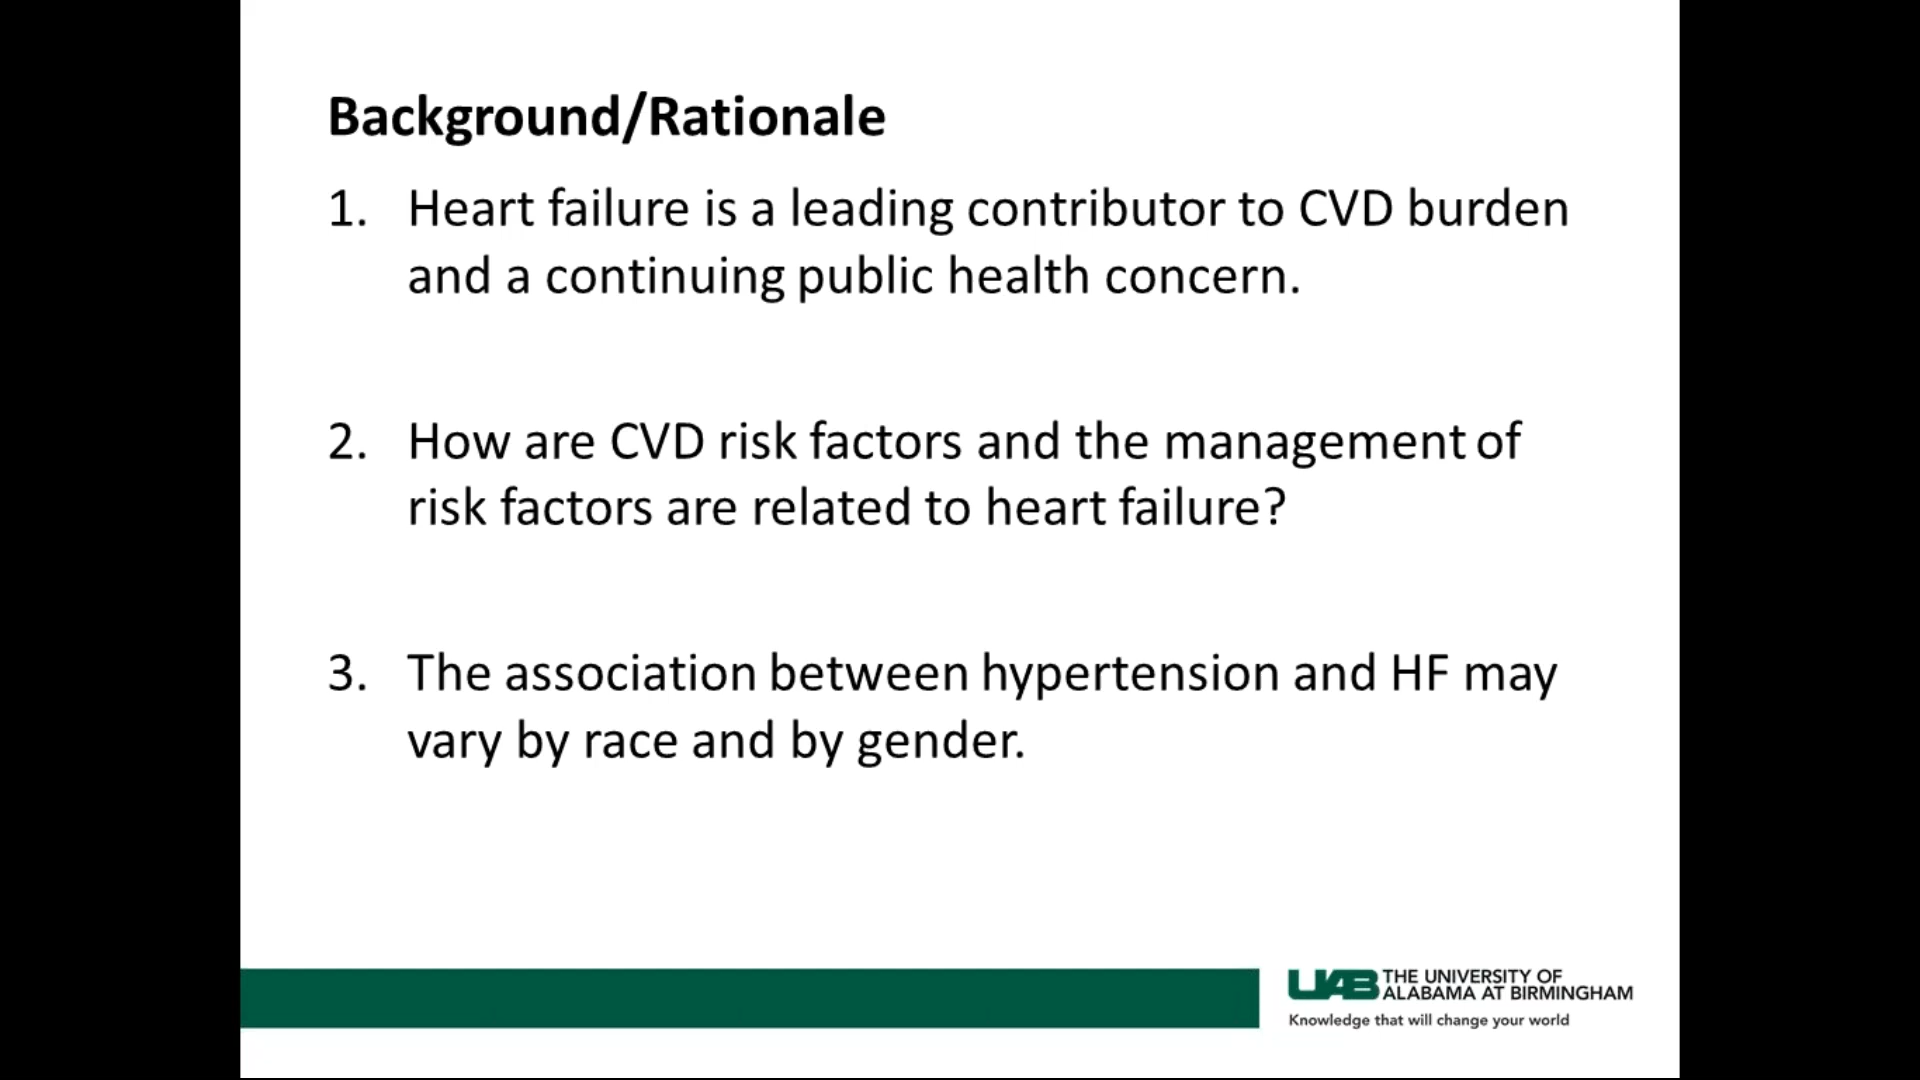 Background/Rationale
1. Heart failure is a leading contributor to CVD burden
and a continuing public health concern.
2. How are CVD risk factors and the management of
risk factors are related to heart failure?
3. The association between hypertension and HF may
vary by race and by gender.
UAB THE UNIVERSITY OF
ALABAMA AT BIRMINGHAM
Knowledge that will change your world